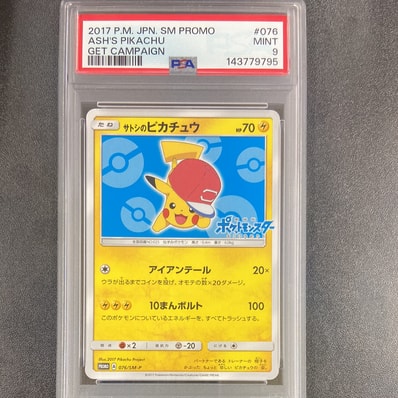 2017 P.M. JPN. SM PROMO #076
ASH'S PIKACHU MINT
GET CAMPAIGN 9
PSA 143779795
たね サトシのピカチュウ HP70
ポケットモンスター
アイアンテール 20×
ウラが出るまでコインを投げ、オモテの数×20ダメージ。
10まんボルト 100
このポケモンについているエネルギーを、すべてトラッシュする。
×2 -20
Illus.2017 Pikachu Project
PROMO A 076/SM-P